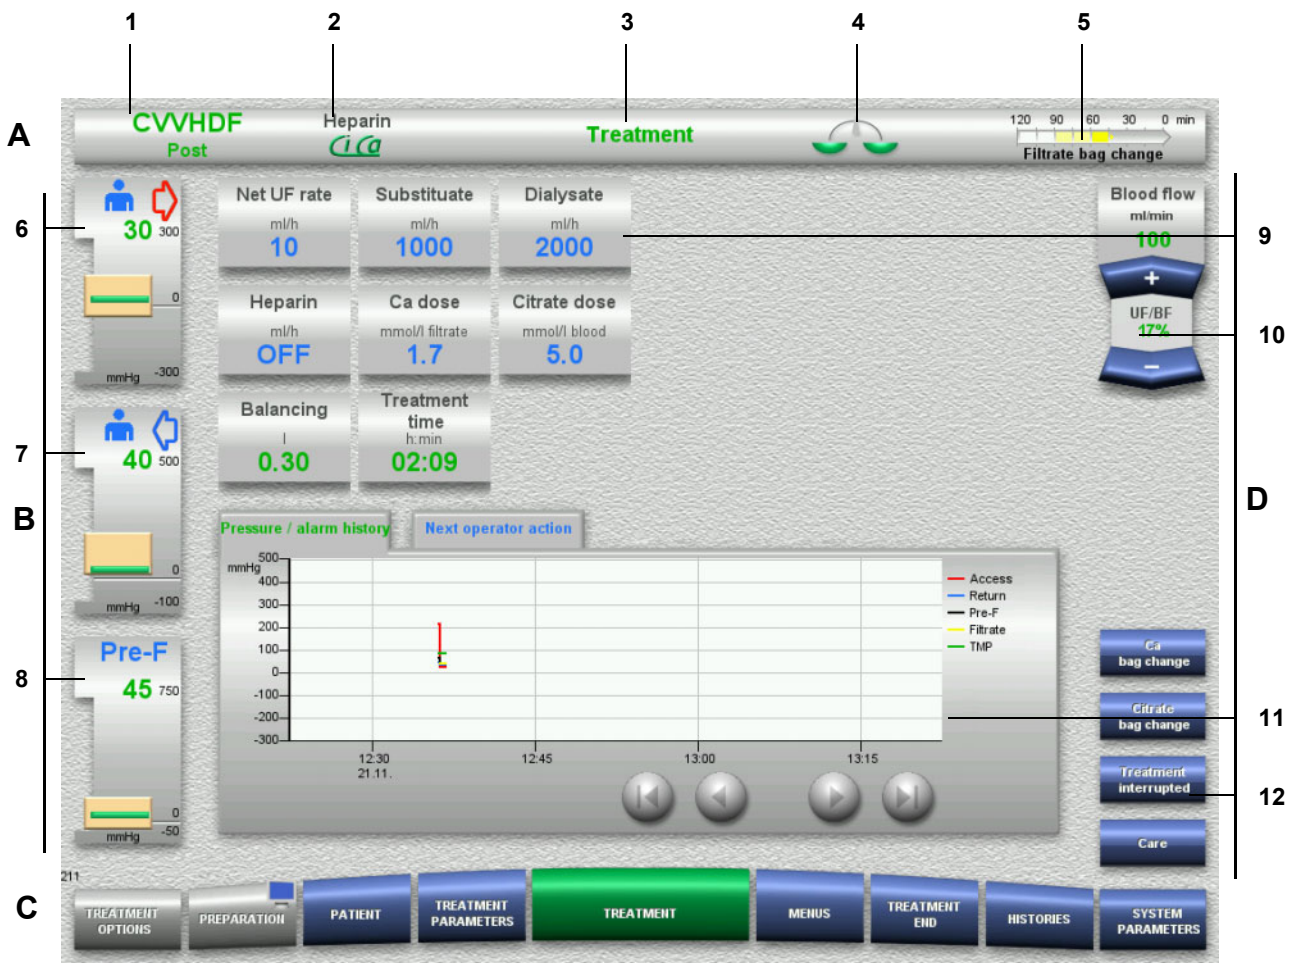 1 2 3 4 5
A
CVVHDF
Post
Heparin
CiCa
Treatment
120 90 60 30 0 min
Filtrate bag change
6
30 300
0
mmHg -300
7
40 500
0
mmHg -100
B
Pre-F
8
45 750
0
mmHg -50
Net UF rate
ml/h
10
Substituate
ml/h
1000
Dialysate
ml/h
2000
Heparin
ml/h
OFF
Ca dose
mmol/l filtrate
1.7
Citrate dose
mmol/l blood
5.0
Balancing
l
0.30
Treatment
time
h:min
02:09
Blood flow
ml/min
100
+
UF/BF
17%
–
9
10
D
11
12
Pressure / alarm history
Next operator action
mmHg
500
400
300
200
100
0
-100
-200
-300
12:30 12:45 13:00 13:15
21.11.
Access
Return
Pre-F
Filtrate
TMP
Ca
bag change
Citrate
bag change
Treatment
interrupted
Care
211
C
TREATMENT
OPTIONS
PREPARATION
PATIENT
TREATMENT
PARAMETERS
TREATMENT
MENUS
TREATMENT
END
HISTORIES
SYSTEM
PARAMETERS